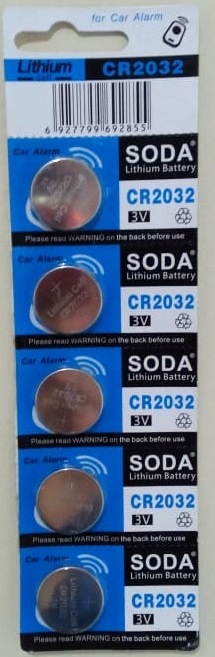 for Car Alarm
Lithium
cell
CR2032
6 927799 692855
Car Alarm
SODA
Lithium Battery
CR2032
3V
Please read WARNING on the back before use
Car Alarm
SODA
Lithium Battery
CR2032
3V
Please read WARNING on the back before use
Car Alarm
SODA
Lithium Battery
CR2032
3V
Please read WARNING on the back before use
Car Alarm
SODA
Lithium Battery
CR2032
3V
Please read WARNING on the back before use
Car Alarm
SODA
Lithium Battery
CR2032
3V
Please read WARNING on the back before use